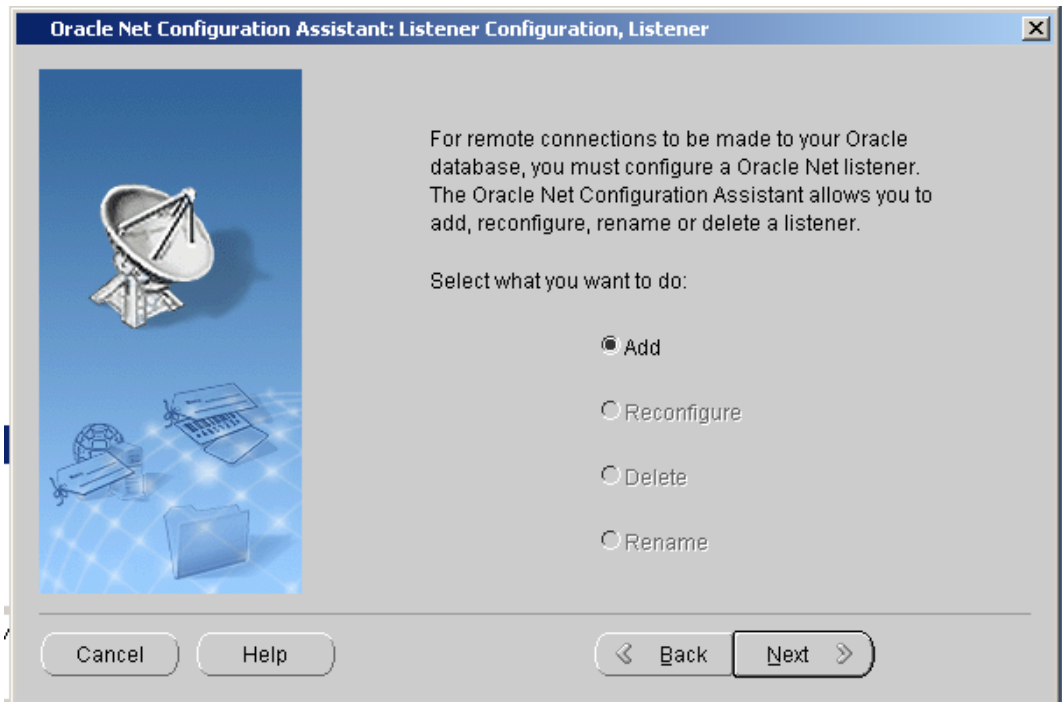 Oracle Net Configuration Assistant: Listener Configuration, Listener
For remote connections to be made to your Oracle
database, you must configure a Oracle Net listener.
The Oracle Net Configuration Assistant allows you to
add, reconfigure, rename or delete a listener.
Select what you want to do:
Add
Reconfigure
Delete
Rename
Cancel
Help
Back
Next